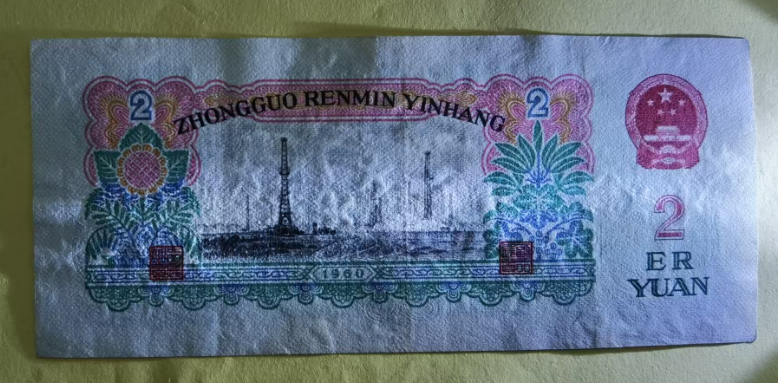 2 ZHONGGUO RENMIN YINHANG 2
1960
2
ER
YUAN